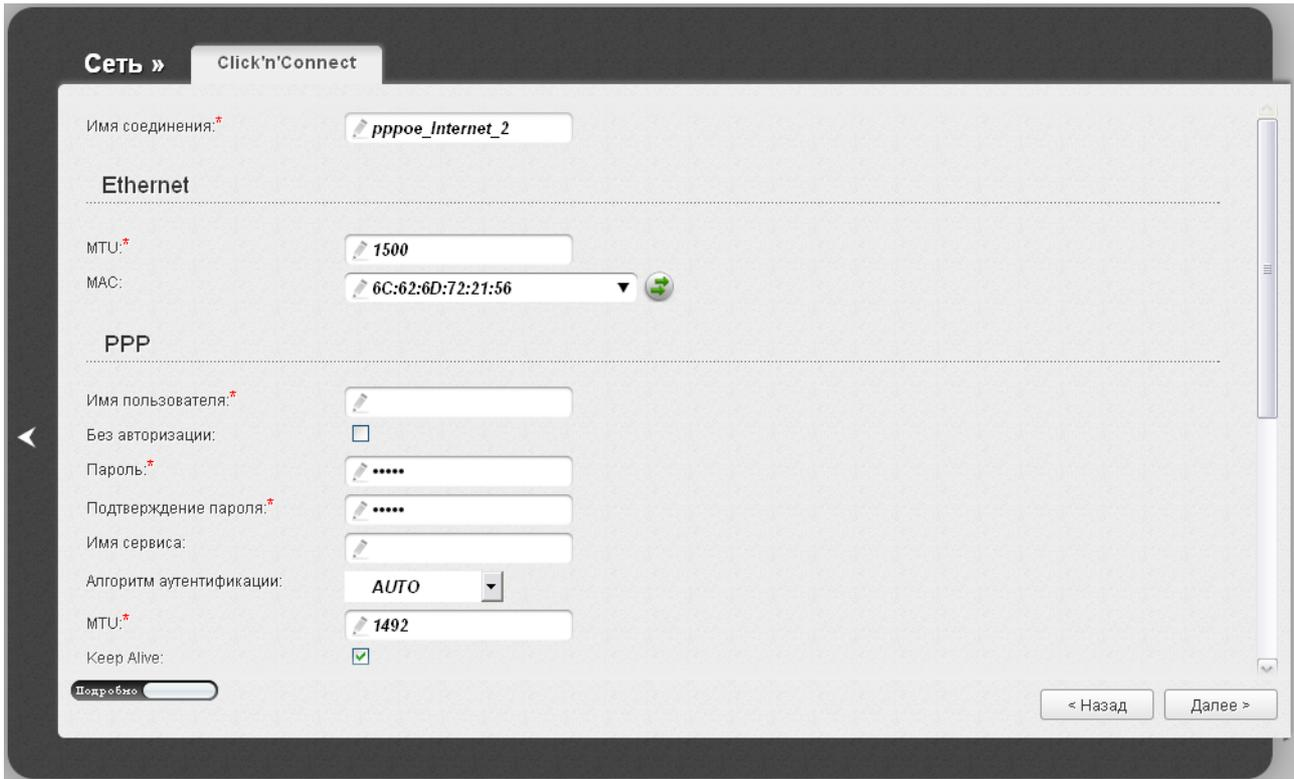 Сеть »
Click'n'Connect
Имя соединения:*
pppoe_Internet_2
Ethernet
MTU:*
1500
MAC:
6C:62:6D:72:21:56
PPP
Имя пользователя:*
Без авторизации:
Пароль:*
•••••
Подтверждение пароля:*
•••••
Имя сервиса:
Алгоритм аутентификации:
AUTO
MTU:*
1492
Keep Alive:
Подробно
< Назад
Далее >